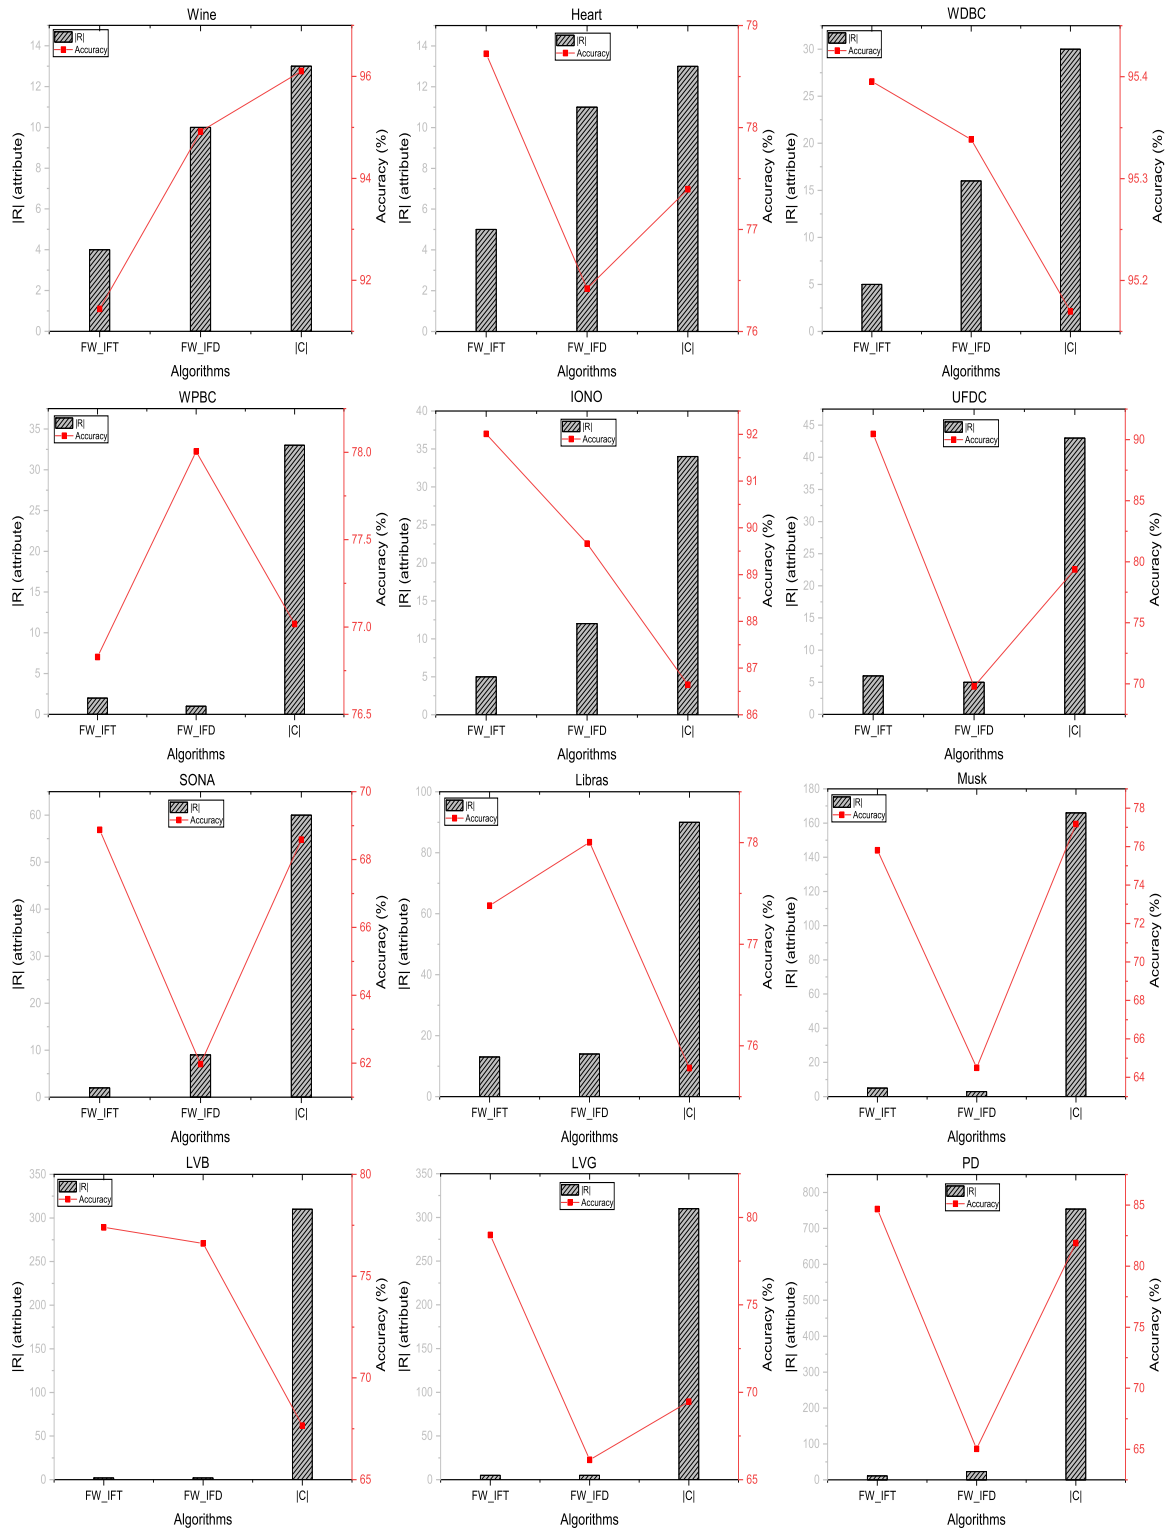 Wine
|R|
Accuracy
14
12
10
8
6
4
2
0
96
94
92
|R| (attribute)
Accuracy (%)
FW_IFT FW_IFD |C|
Algorithms
Heart
|R|
Accuracy
14
12
10
8
6
4
2
0
79
78
77
76
|R| (attribute)
Accuracy (%)
FW_IFT FW_IFD |C|
Algorithms
WDBC
|R|
Accuracy
30
25
20
15
10
5
0
95.4
95.3
95.2
|R| (attribute)
Accuracy (%)
FW_IFT FW_IFD |C|
Algorithms
WPBC
|R|
Accuracy
35
30
25
20
15
10
5
0
78.0
77.5
77.0
76.5
|R| (attribute)
Accuracy (%)
FW_IFT FW_IFD |C|
Algorithms
IONO
|R|
Accuracy
40
35
30
25
20
15
10
5
0
92
91
90
89
88
87
86
|R| (attribute)
Accuracy (%)
FW_IFT FW_IFD |C|
Algorithms
UFDC
|R|
Accuracy
45
40
35
30
25
20
15
10
5
0
90
85
80
75
70
|R| (attribute)
Accuracy (%)
FW_IFT FW_IFD |C|
Algorithms
SONA
|R|
Accuracy
60
50
40
30
20
10
0
70
68
66
64
62
|R| (attribute)
Accuracy (%)
FW_IFT FW_IFD |C|
Algorithms
Libras
|R|
Accuracy
100
80
60
40
20
0
78
77
76
|R| (attribute)
Accuracy (%)
FW_IFT FW_IFD |C|
Algorithms
Musk
|R|
Accuracy
180
160
140
120
100
80
60
40
20
0
78
76
74
72
70
68
66
64
|R| (attribute)
Accuracy (%)
FW_IFT FW_IFD |C|
Algorithms
LVB
|R|
Accuracy
350
300
250
200
150
100
50
0
80
75
70
65
|R| (attribute)
Accuracy (%)
FW_IFT FW_IFD |C|
Algorithms
LVG
|R|
Accuracy
350
300
250
200
150
100
50
0
80
75
70
65
|R| (attribute)
Accuracy (%)
FW_IFT FW_IFD |C|
Algorithms
PD
|R|
Accuracy
800
700
600
500
400
300
200
100
0
85
80
75
70
65
|R| (attribute)
Accuracy (%)
FW_IFT FW_IFD |C|
Algorithms